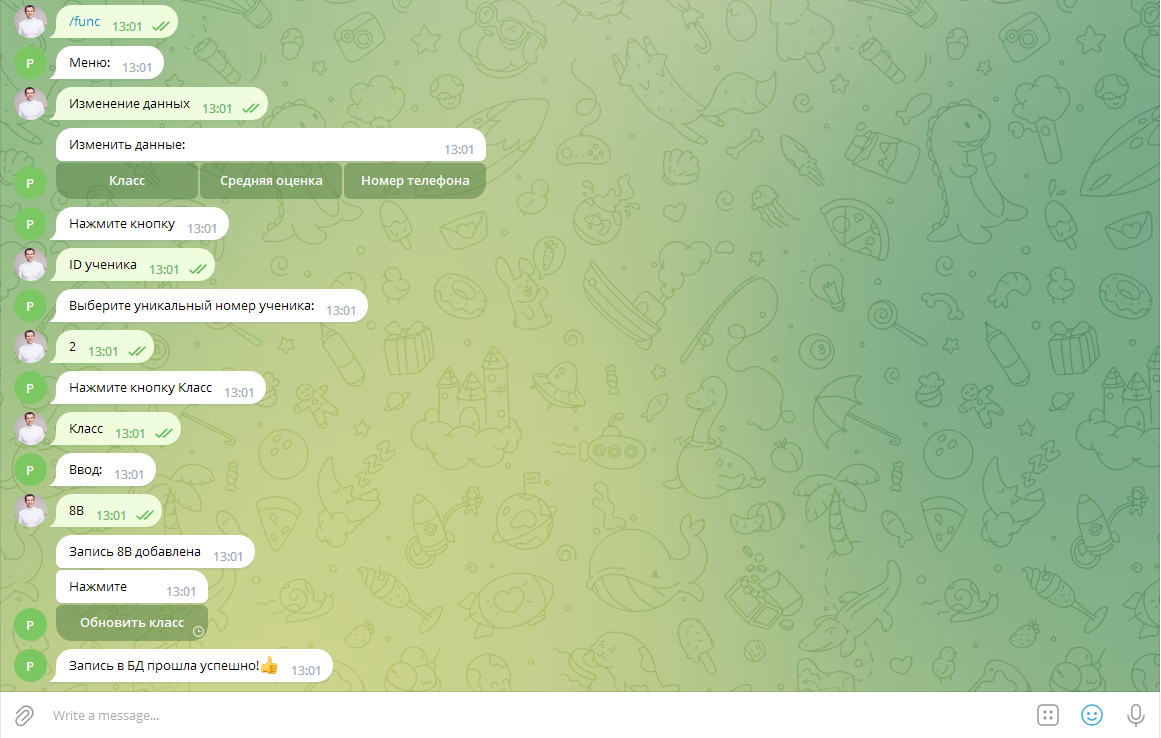 /func 13:01
P Меню: 13:01
Изменение данных 13:01
Изменить данные: 13:01
P Класс Средняя оценка Номер телефона
P Нажмите кнопку 13:01
ID ученика 13:01
P Выберите уникальный номер ученика: 13:01
2 13:01
P Нажмите кнопку Класс 13:01
Класс 13:01
P Ввод: 13:01
8В 13:01
Запись 8В добавлена 13:01
Нажмите 13:01
P Обновить класс
P Запись в БД прошла успешно!👍 13:01
Write a message...